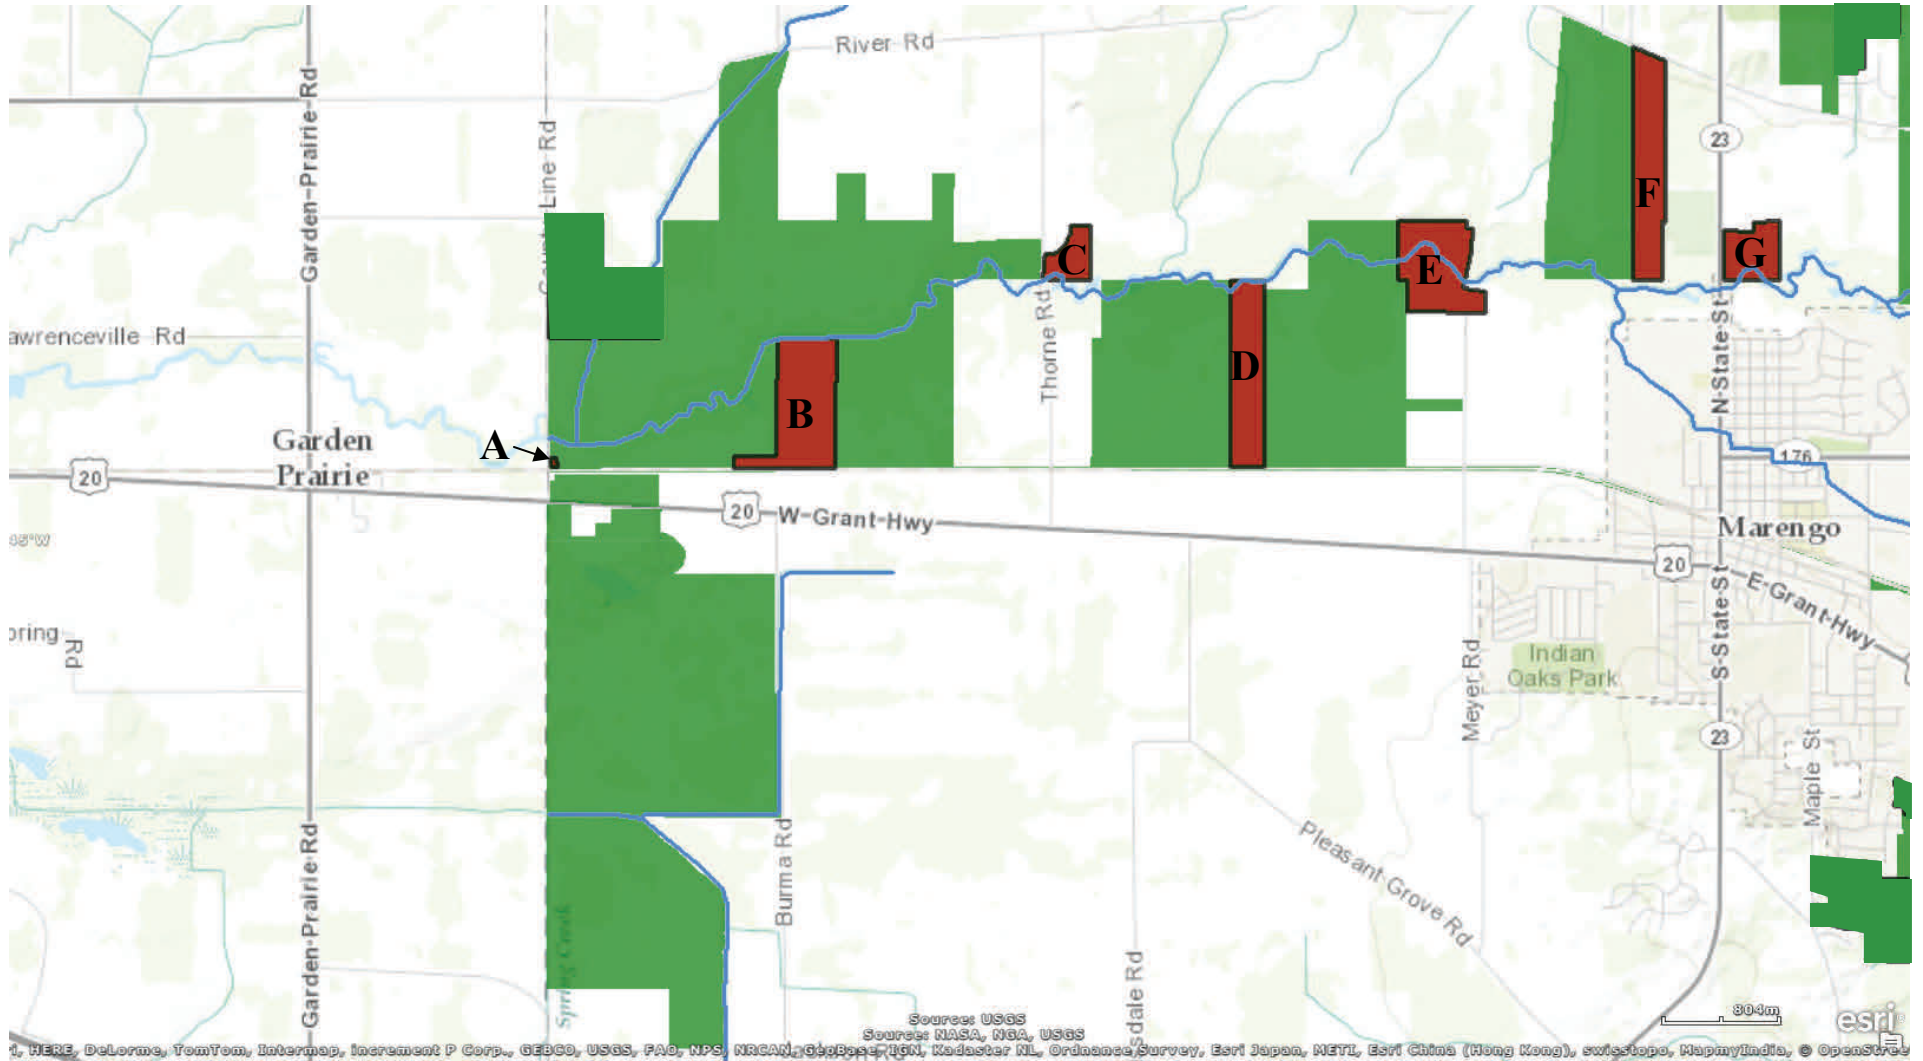 River Rd
Garden-Prairie-Rd
Line Rd
23
F
G
C
E
awrenceville Rd
Thorne Rd
N-State-St
D
B
A
Garden
Prairie
20
176
20
W-Grant-Hwy
Marengo
20
E-Grant-Hwy
S-State-St
Rd
Indian
Oaks Park
Meyer Rd
23
Maple St
Burma Rd
Pleasant Grove Rd
Garden-Prairie-Rd
Spring Creek
sdale Rd
804m
esri
Source: USGS
Source: NASA, NGA, USGS
, HERE, DeLorme, TomTom, Intermap, increment P Corp., GEBCO, USGS, FAO, NPS, NRCAN, GeoBase, IGN, Kadaster NL, Ordnance Survey, Esri Japan, METI, Esri China (Hong Kong), swisstopo, MapmyIndia, © OpenStree